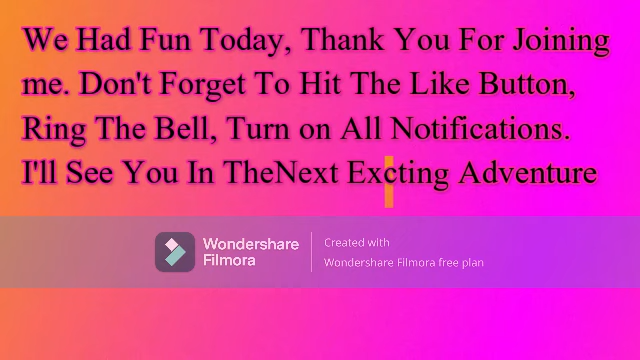 We Had Fun Today, Thank You For Joining
me. Don't Forget To Hit The Like Button,
Ring The Bell, Turn on All Notifications.
I'll See You In TheNext Excting Adventure
Wondershare
Filmora
Created with
Wondershare Filmora free plan